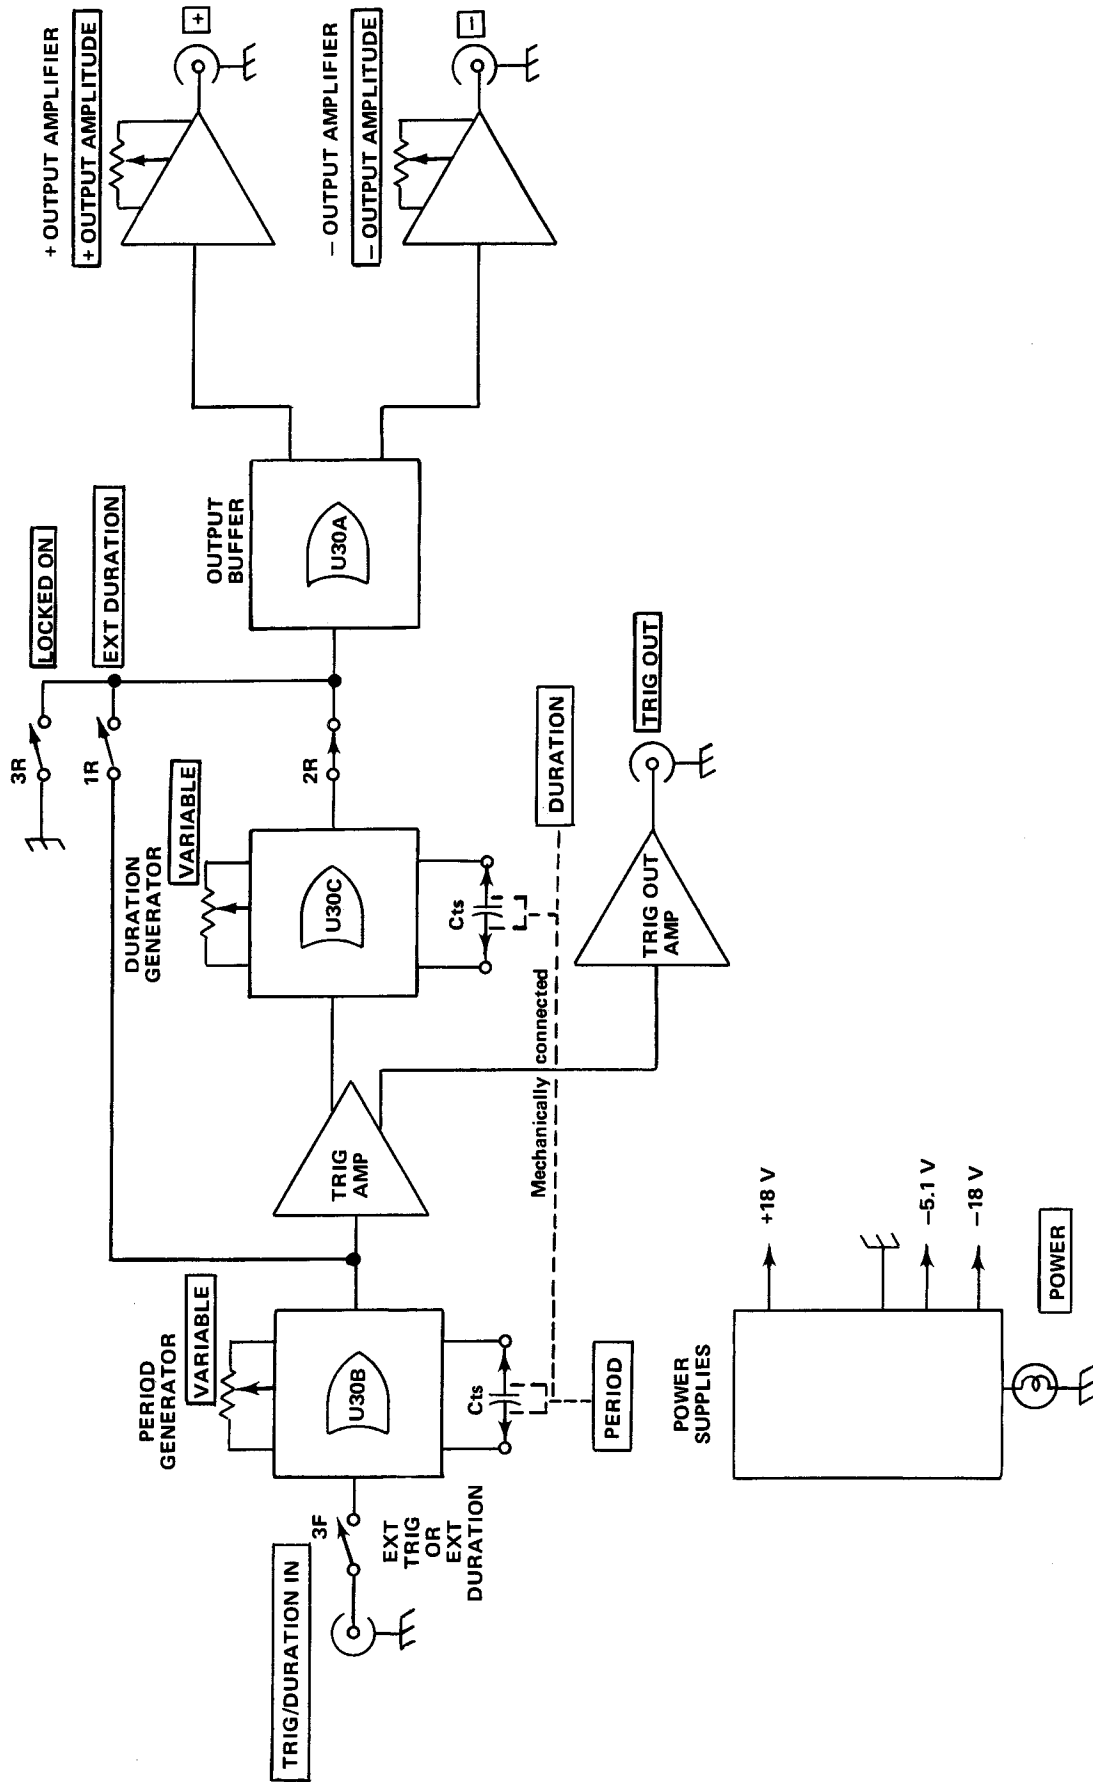 TRIG/DURATION IN
3F
EXT
TRIG
OR
EXT
DURATION
PERIOD
GENERATOR
VARIABLE
U30B
Cts
PERIOD
TRIG
AMP
Mechanically connected
DURATION
GENERATOR
VARIABLE
U30C
Cts
DURATION
3R
LOCKED ON
1R
EXT DURATION
2R
TRIG OUT
AMP
TRIG OUT
OUTPUT
BUFFER
U30A
+ OUTPUT AMPLIFIER
+ OUTPUT AMPLITUDE
+
– OUTPUT AMPLIFIER
– OUTPUT AMPLITUDE
–
POWER
SUPPLIES
+18 V
–5.1 V
–18 V
POWER